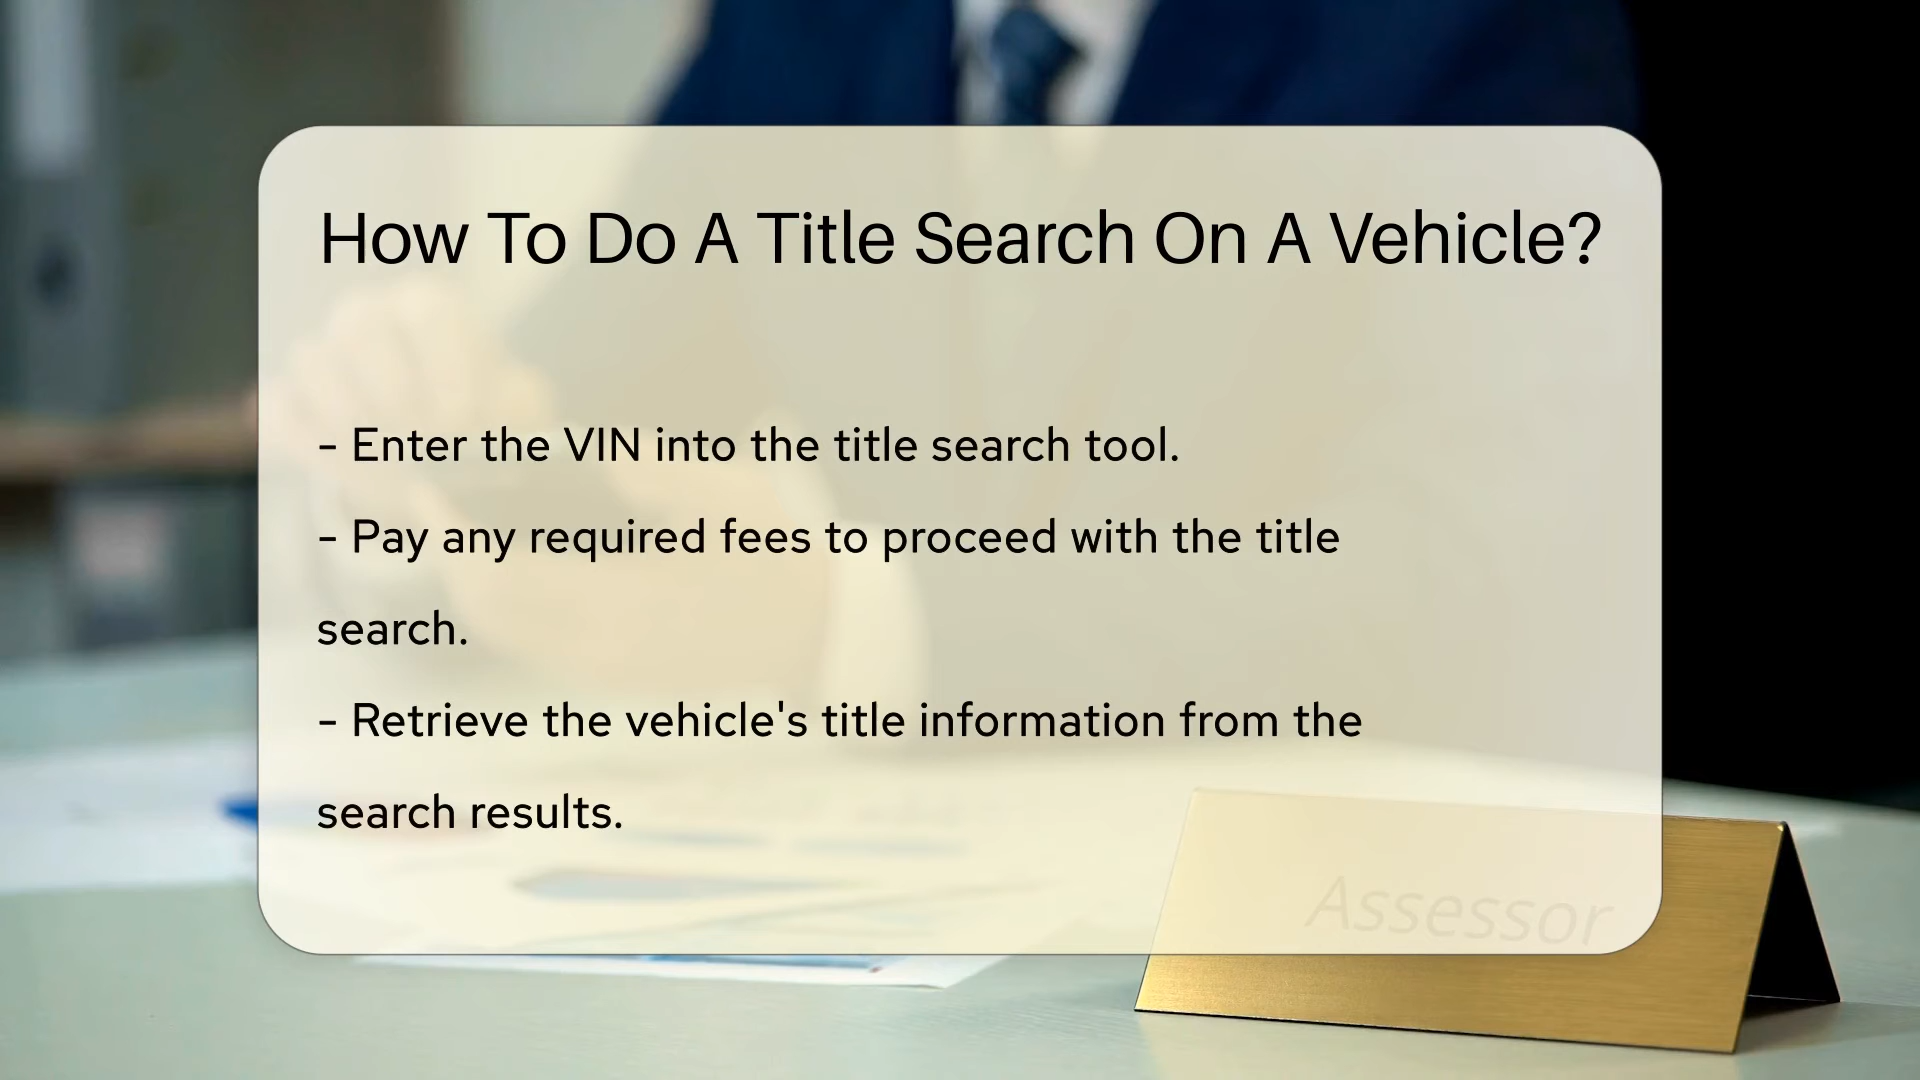 How To Do A Title Search On A Vehicle?
- Enter the VIN into the title search tool.
- Pay any required fees to proceed with the title
search.
- Retrieve the vehicle's title information from the
search results.
Assessor